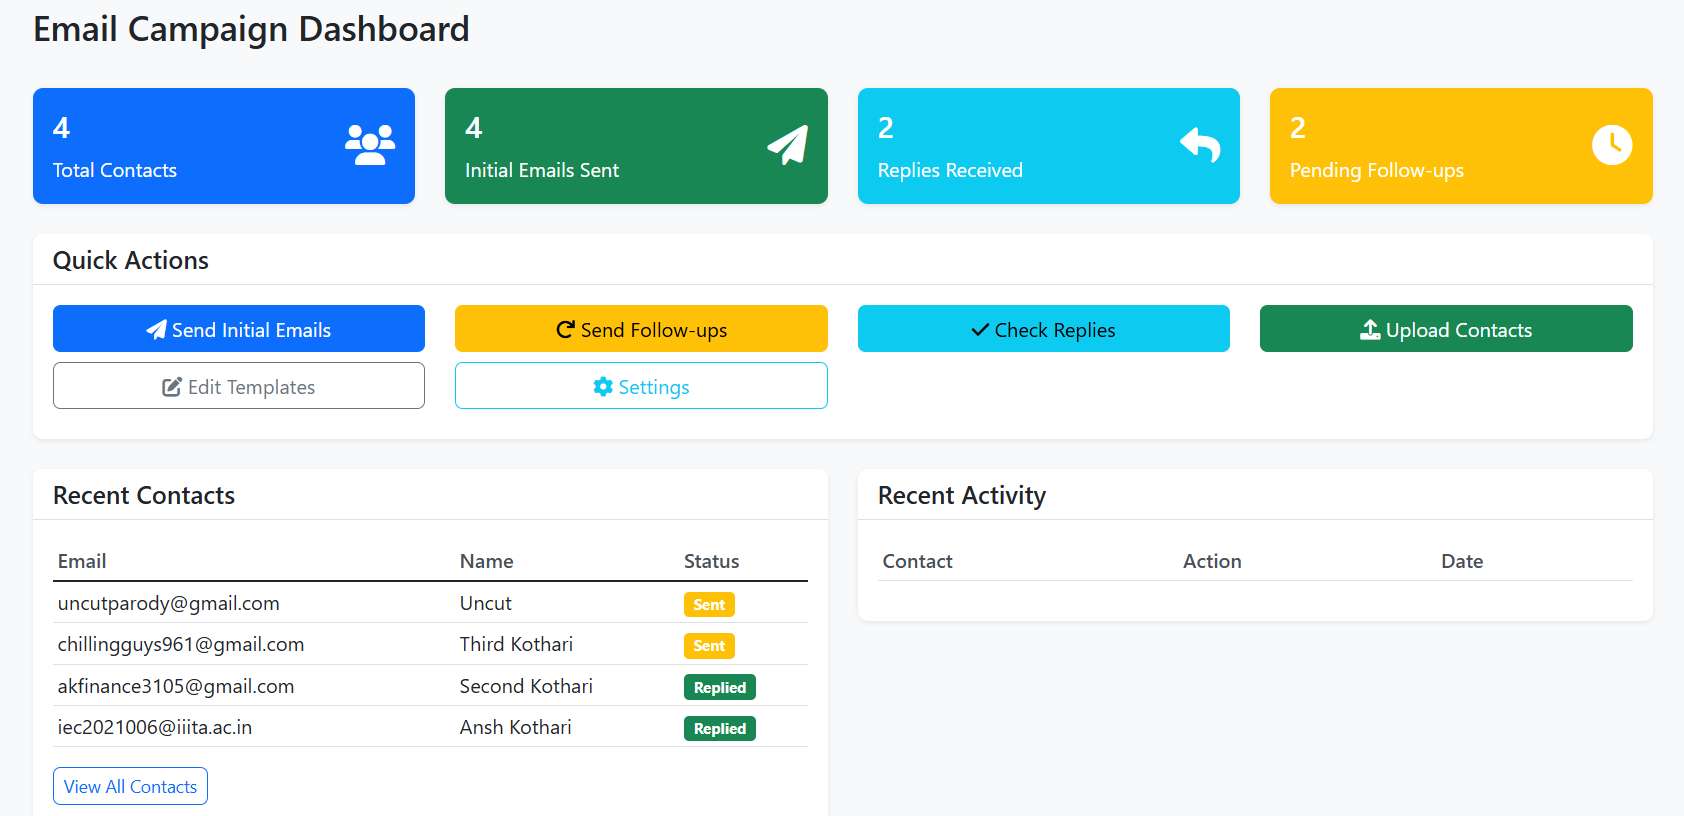 Email Campaign Dashboard
4
Total Contacts
4
Initial Emails Sent
2
Replies Received
2
Pending Follow-ups
Quick Actions
Send Initial Emails
Send Follow-ups
Check Replies
Upload Contacts
Edit Templates
Settings
Recent Contacts
Email Name Status
uncutparody@gmail.com Uncut Sent
chillingguys961@gmail.com Third Kothari Sent
akfinance3105@gmail.com Second Kothari Replied
iec2021006@iiita.ac.in Ansh Kothari Replied
View All Contacts
Recent Activity
Contact Action Date